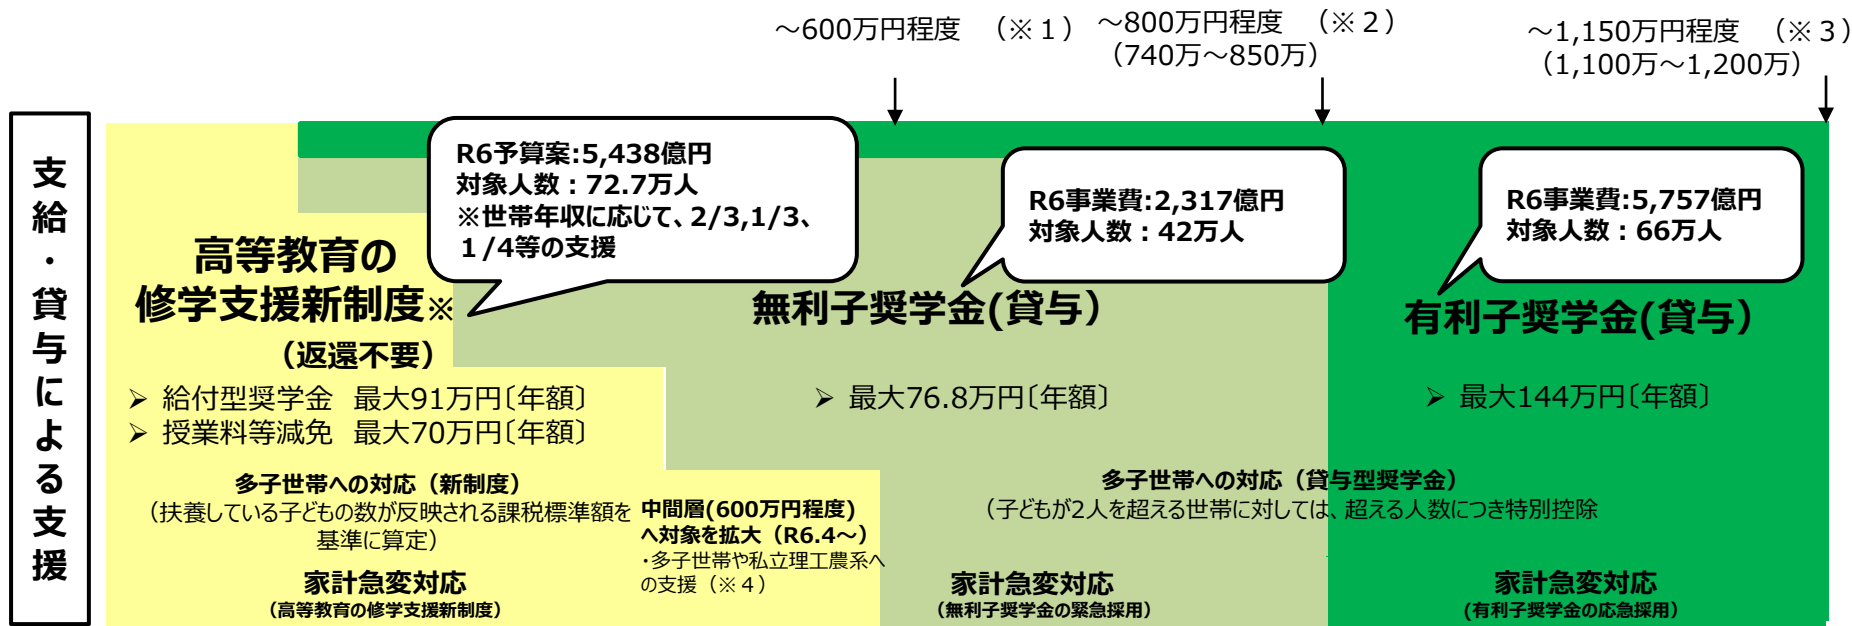 ～600万円程度　（※１）
～800万円程度　（※２）
（740万～850万）
～1,150万円程度　（※３）
（1,100万～1,200万）
支給・貸与による支援
R6予算案:5,438億円
対象人数：72.7万人
※世帯年収に応じて、2/3,1/3、
１/4等の支援
R6事業費:2,317億円
対象人数：42万人
R6事業費:5,757億円
対象人数：66万人
高等教育の
修学支援新制度※
（返還不要）
➢ 給付型奨学金　最大91万円〔年額〕
➢ 授業料等減免　最大70万円〔年額〕
多子世帯への対応（新制度）
（扶養している子どもの数が反映される課税標準額を
基準に算定）
家計急変対応
（高等教育の修学支援新制度）
中間層(600万円程度)
へ対象を拡大（R6.4～）
・多子世帯や私立理工農系へ
の支援（※４）
無利子奨学金(貸与）
➢ 最大76.8万円〔年額〕
有利子奨学金(貸与）
➢ 最大144万円〔年額〕
多子世帯への対応（貸与型奨学金）
（子どもが2人を超える世帯に対しては、超える人数につき特別控除
家計急変対応
（無利子奨学金の緊急採用）
家計急変対応
（有利子奨学金の応急採用）